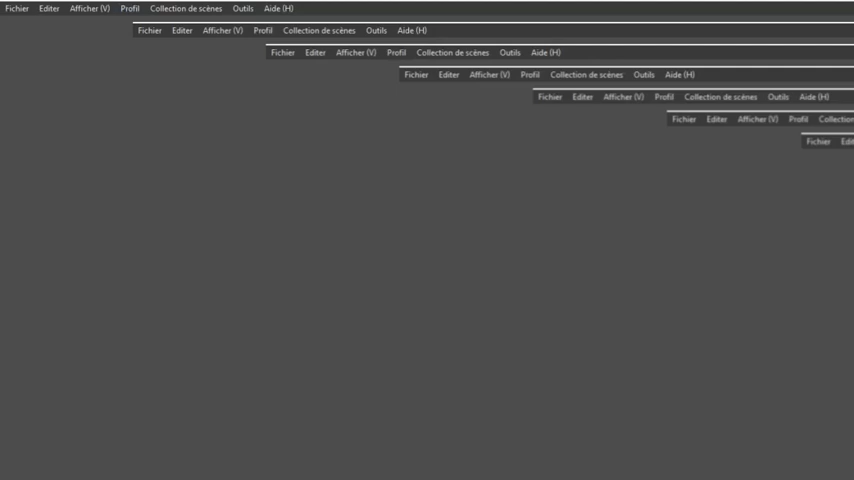 Fichier Editer Afficher (V) Profil Collection de scènes Outils Aide (H)
Fichier Editer Afficher (V) Profil Collection de scènes Outils Aide (H)
Fichier Editer Afficher (V) Profil Collection de scènes Outils Aide (H)
Fichier Editer Afficher (V) Profil Collection de scènes Outils Aide (H)
Fichier Editer Afficher (V) Profil Collection de scènes Outils Aide (H)
Fichier Editer Afficher (V) Profil Collection
Fichier Edit